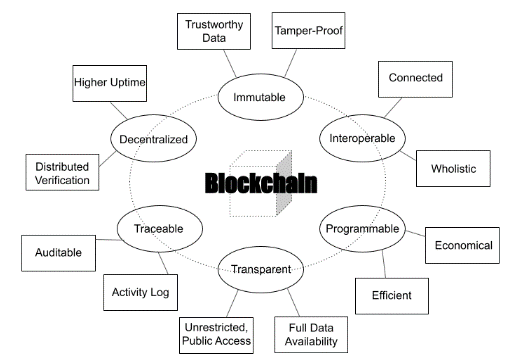 Trustworthy
Data
Tamper-Proof
Higher Uptime
Immutable
Connected
Decentralized
Interoperable
Distributed
Verification
Wholistic
Blockchain
Traceable
Programmable
Auditable
Economical
Transparent
Activity Log
Efficient
Unrestricted,
Public Access
Full Data
Availability